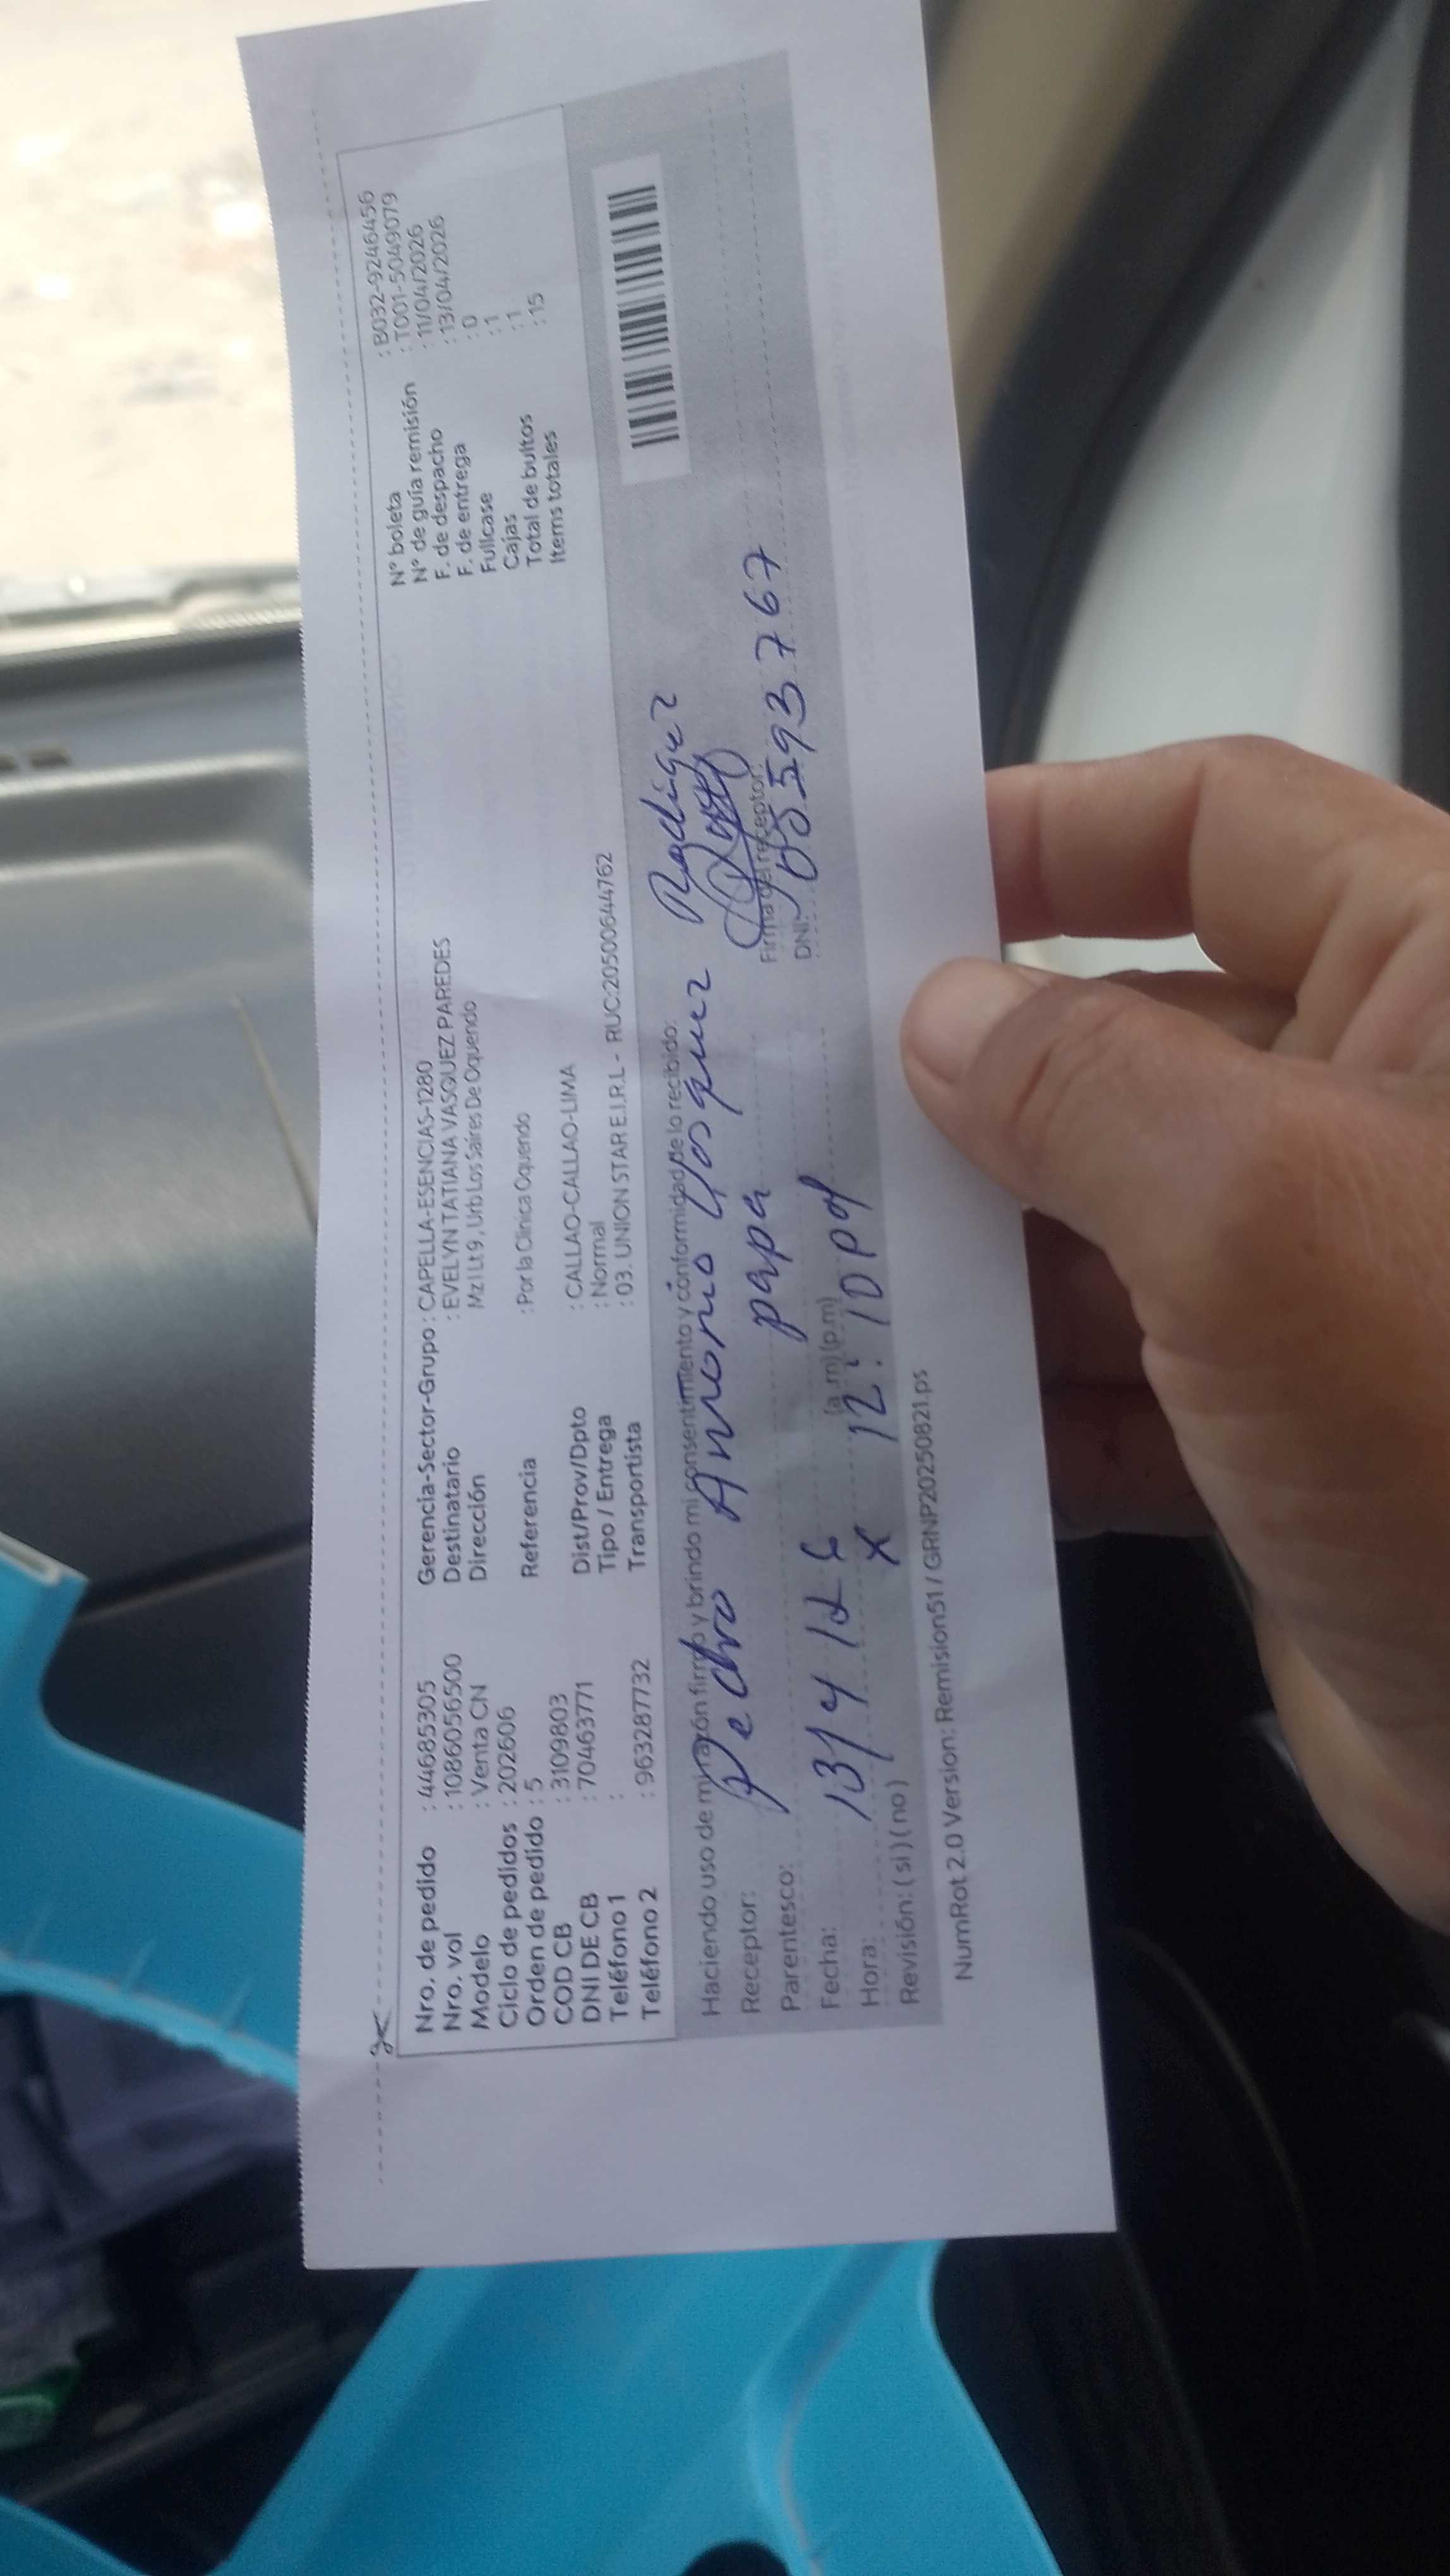 Nro. de pedido : 44685305
Nro. vol : 1086056500
Modelo : Venta CN
Ciclo de pedidos : 202606
Orden de pedido : 5
COD CB : 3109803
DNI DE CB : 70463771
Teléfono 1 :
Teléfono 2 : 963287732
Gerencia-Sector-Grupo : CAPELLA-ESENCIAS-1280
Destinatario : EVELYN TATIANA VASQUEZ PAREDES
Dirección Mz I Lt 9 , Urb Los Saires De Oquendo
Referencia : Por la Clinica Oquendo
Dist/Prov/Dpto : CALLAO-CALLAO-LIMA
Tipo / Entrega : Normal
Transportista : 03. UNION STAR E.I.R.L - RUC:20500644762
N° boleta : B032-9246456
N° de guía remisión : T001-5049079
F. de despacho : 11/04/2026
F. de entrega : 13/04/2026
Fullcase : 0
Cajas : 1
Total de bultos : 1
Items totales : 15
Haciendo uso de mi razón firmo y brindo mi consentimiento y conformidad de lo recibido:
Receptor: Pedro Antonio Vasquez Rodriguez
Parentesco: papa Firma del receptor:
Fecha: 13/4/26 DNI: 05593767
Hora: (a.m) (p.m)
Revisión: ( si ) ( no ) x 12:10 p
NumRot 2.0 Version: Remision51 / GRNP20250821.ps